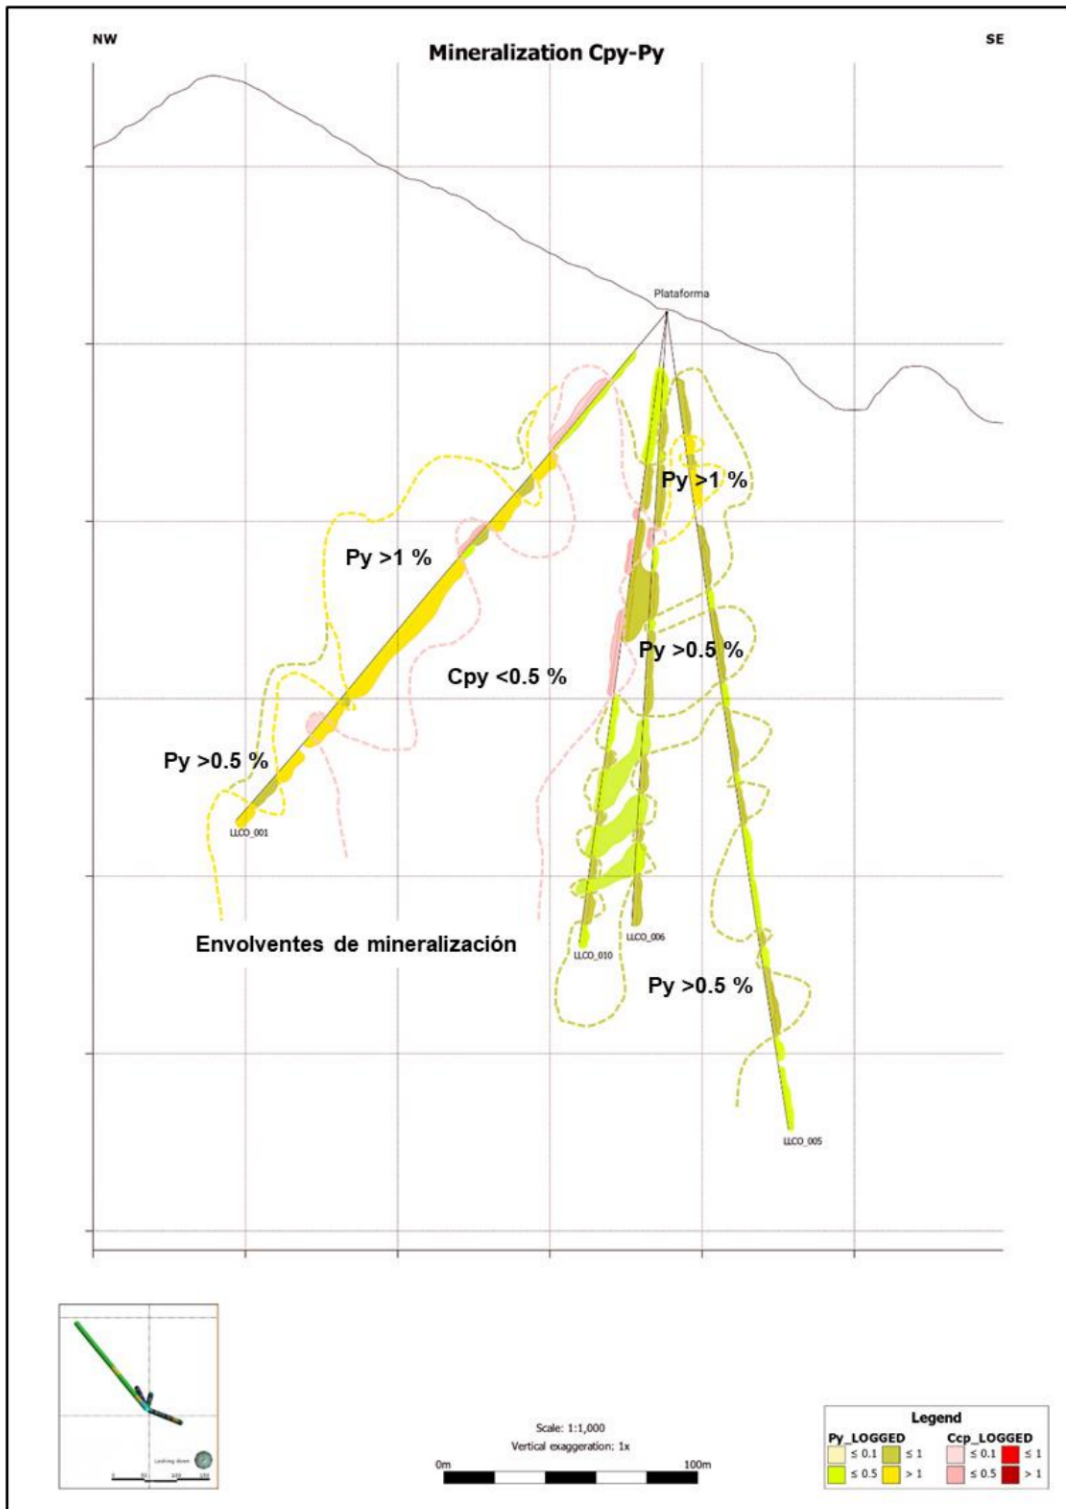 NW
SE
Mineralization Cpy-Py
Plataforma
Py >1 %
Py >1 %
Py >0.5 %
Cpy <0.5 %
Py >0.5 %
LLCO_001
Envolventes de mineralización
LLCO_006
LLCO_010
Py >0.5 %
LLCO_005
Looking down
Scale: 1:1,000
Vertical exaggeration: 1x
0m 100m
Legend
Py_LOGGED Ccp_LOGGED
≤ 0.1 ≤ 1 ≤ 0.1 ≤ 1
≤ 0.5 > 1 ≤ 0.5 > 1